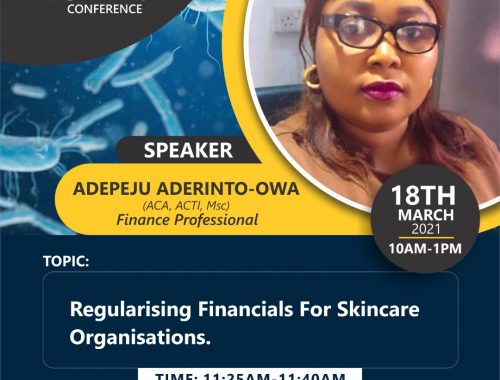 CONFERENCE
SPEAKER
ADEPEJU ADERINTO-OWA
(ACA, ACTI, Msc)
Finance Professional
18TH
MARCH
2021
10AM-1PM
TOPIC:
Regularising Financials For Skincare
Organisations.
TIME: 11:25AM-11:40AM